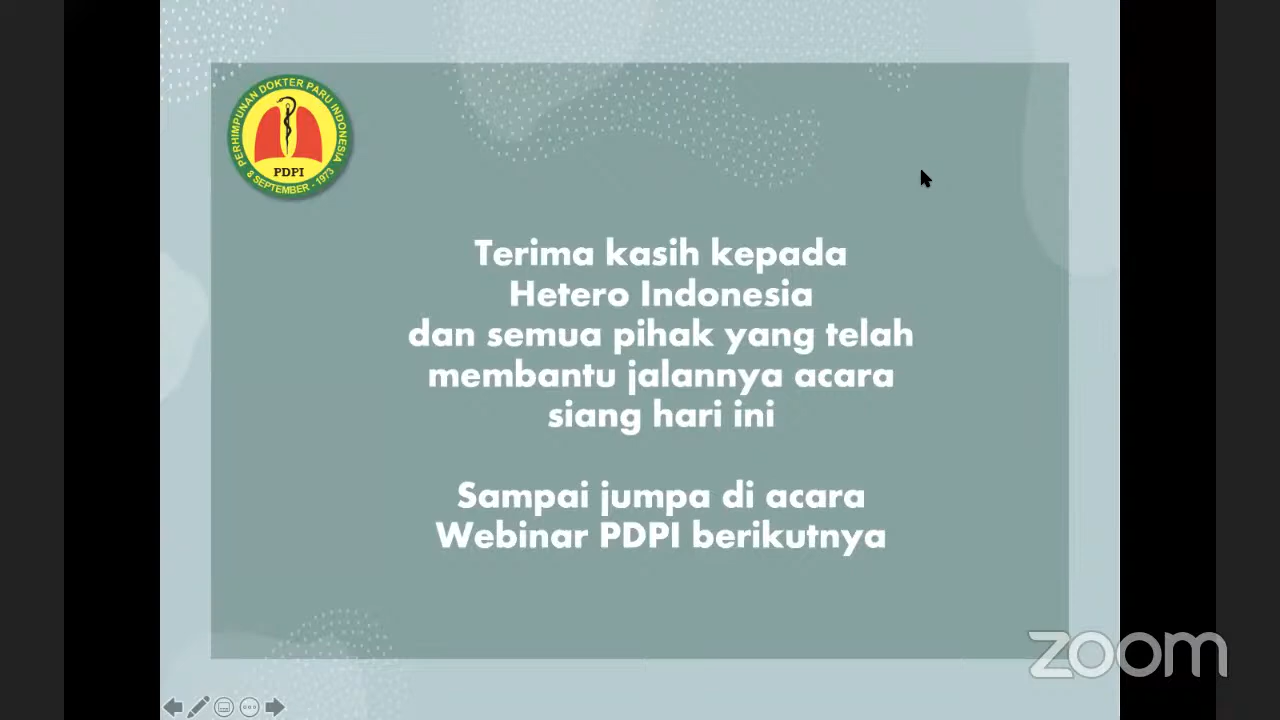 PERHIMPUNAN DOKTER PARU INDONESIA
PDPI
8 SEPTEMBER - 1973
Terima kasih kepada
Hetero Indonesia
dan semua pihak yang telah
membantu jalannya acara
siang hari ini
Sampai jumpa di acara
Webinar PDPI berikutnya
zoom